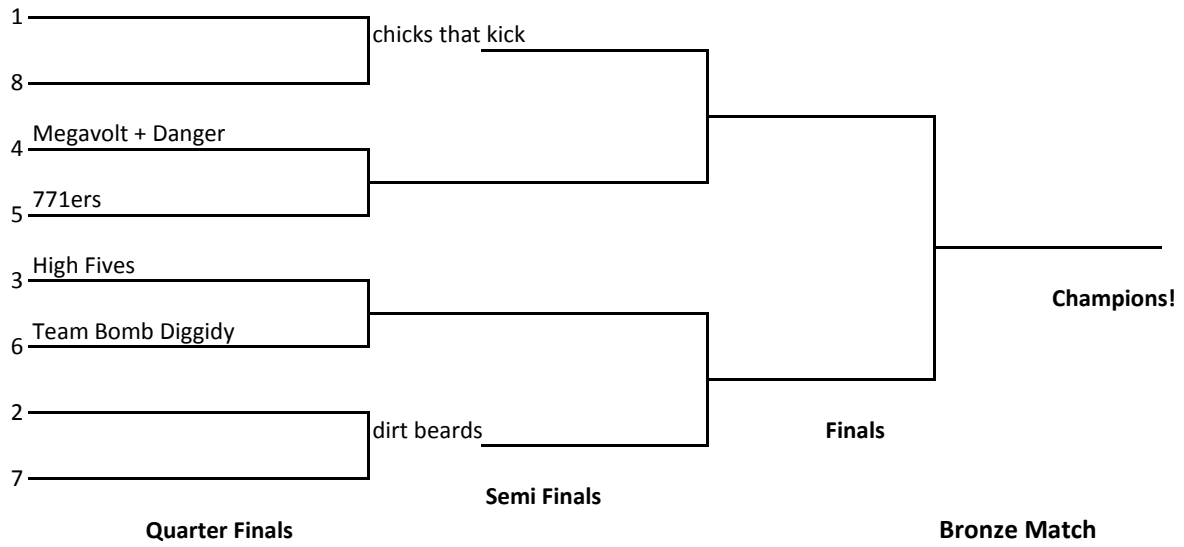 1
chicks that kick
8
Megavolt + Danger
4
771ers
5
High Fives
3
Champions!
Team Bomb Diggidy
6
2
dirt beards
Finals
7
Semi Finals
Quarter Finals
Bronze Match